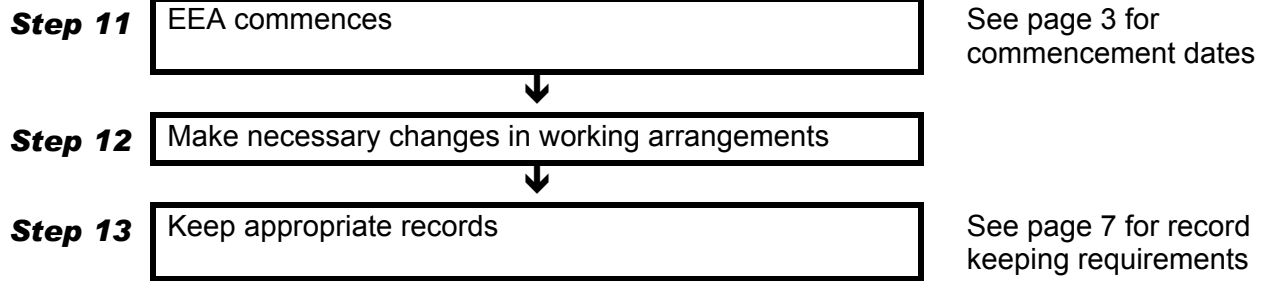 Step 11 EEA commences See page 3 for
commencement dates
Step 12 Make necessary changes in working arrangements
Step 13 Keep appropriate records See page 7 for record
keeping requirements